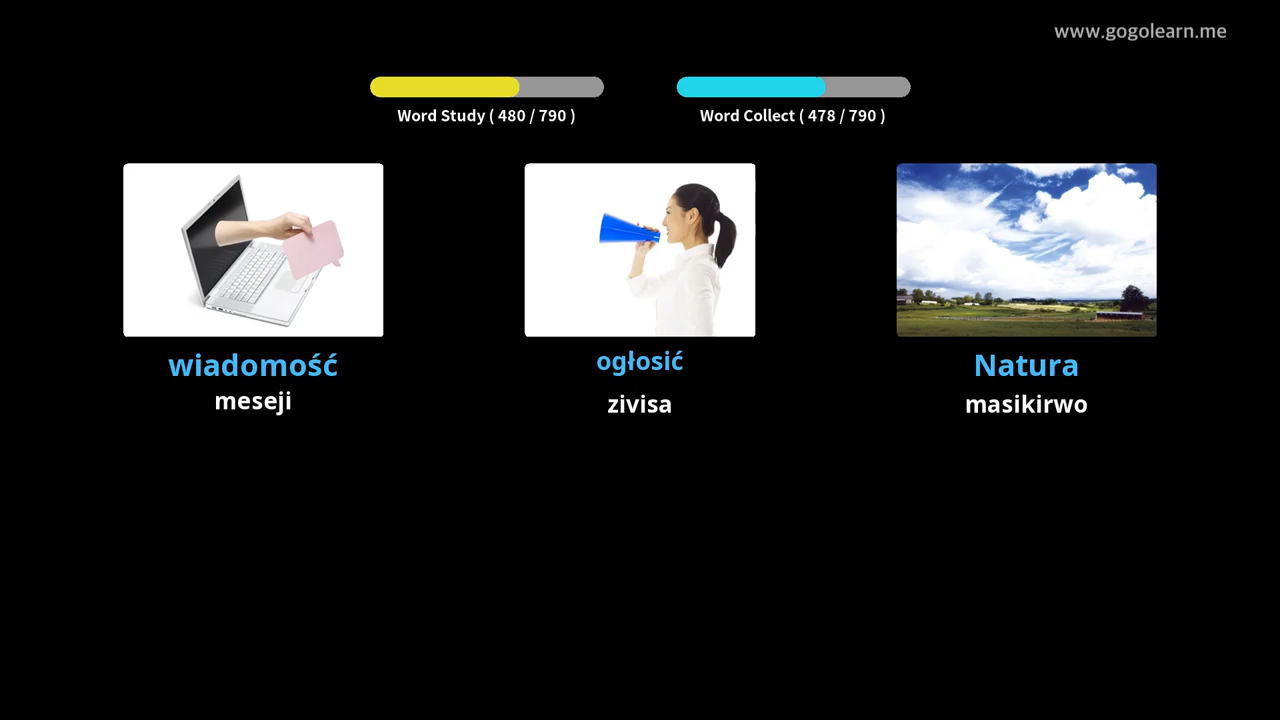 www.gogolearn.me
Word Study ( 480 / 790 )
Word Collect ( 478 / 790 )
wiadomość
meseji
ogłosić
zivisa
Natura
masikirwo